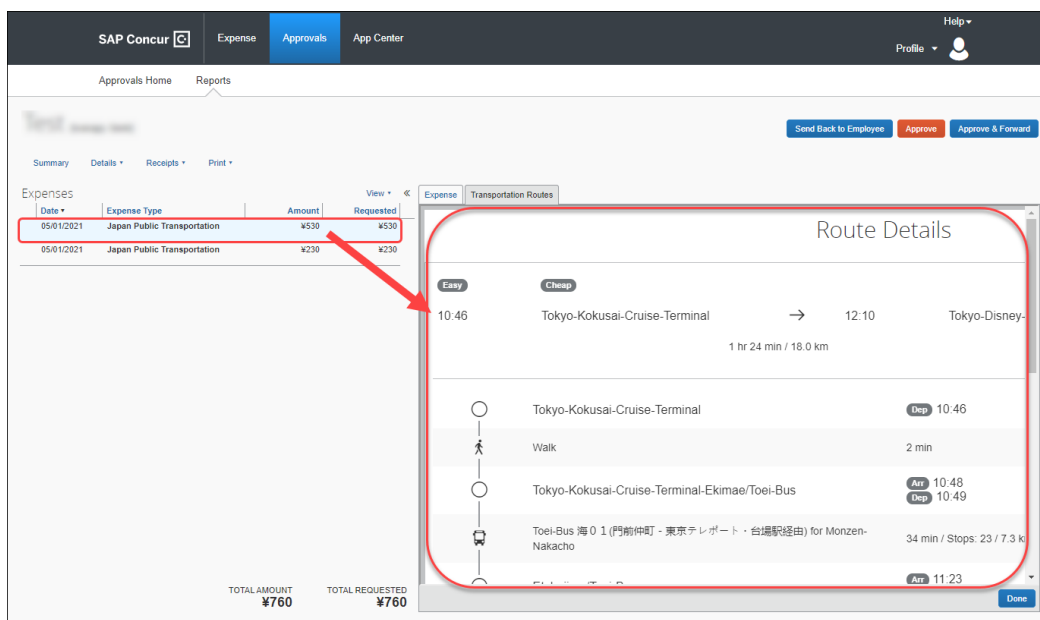 Help
SAP Concur C Expense Approvals App Center
Profile
Approvals Home Reports
Test
Send Back to Employee Approve Approve & Forward
Summary Details Receipts Print
Expenses View «
Date Expense Type Amount Requested
05/01/2021 Japan Public Transportation ¥530 ¥530
05/01/2021 Japan Public Transportation ¥230 ¥230
TOTAL AMOUNT TOTAL REQUESTED
¥760 ¥760
Expense Transportation Routes
Route Details
Easy Cheap
10:46 Tokyo-Kokusai-Cruise-Terminal → 12:10 Tokyo-Disney-
1 hr 24 min / 18.0 km
Tokyo-Kokusai-Cruise-Terminal Dep 10:46
Walk 2 min
Tokyo-Kokusai-Cruise-Terminal-Ekimae/Toei-Bus Arr 10:48
Dep 10:49
Toei-Bus 海01(門前仲町 - 東京テレポート・台場駅経由) for Monzen-
Nakacho 34 min / Stops: 23 / 7.3
Arr 11:23
Done